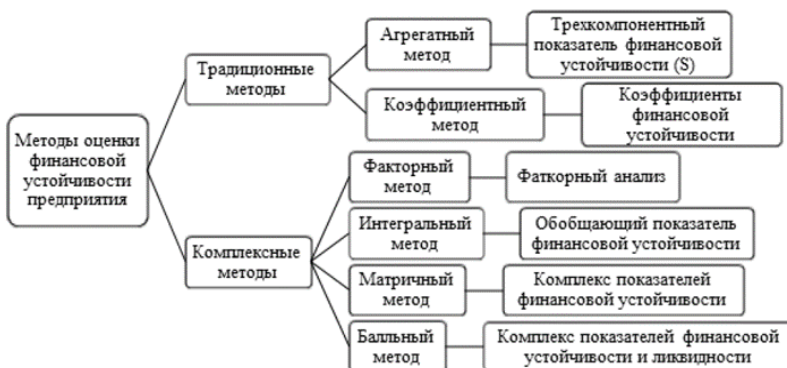 Методы оценки
финансовой
устойчивости
предприятия
Традиционные
методы
Агрегатный
метод
Трехкомпонентный
показатель финансовой
устойчивости (S)
Коэффициентный
метод
Коэффициенты
финансовой
устойчивости
Комплексные
методы
Факторный
метод
Фаткорный анализ
Интегральный
метод
Обобщающий показатель
финансовой устойчивости
Матричный
метод
Комплекс показателей
финансовой устойчивости
Балльный
метод
Комплекс показателей финансовой
устойчивости и ликвидности